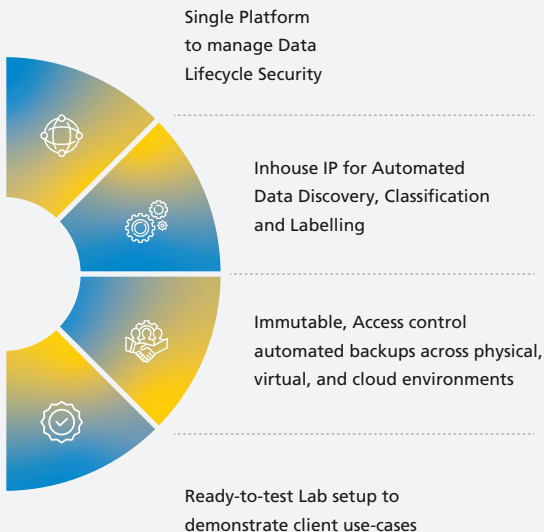 Single Platform
to manage Data
Lifecycle Security
Inhouse IP for Automated
Data Discovery, Classification
and Labelling
Immutable, Access control
automated backups across physical,
virtual, and cloud environments
Ready-to-test Lab setup to
demonstrate client use-cases